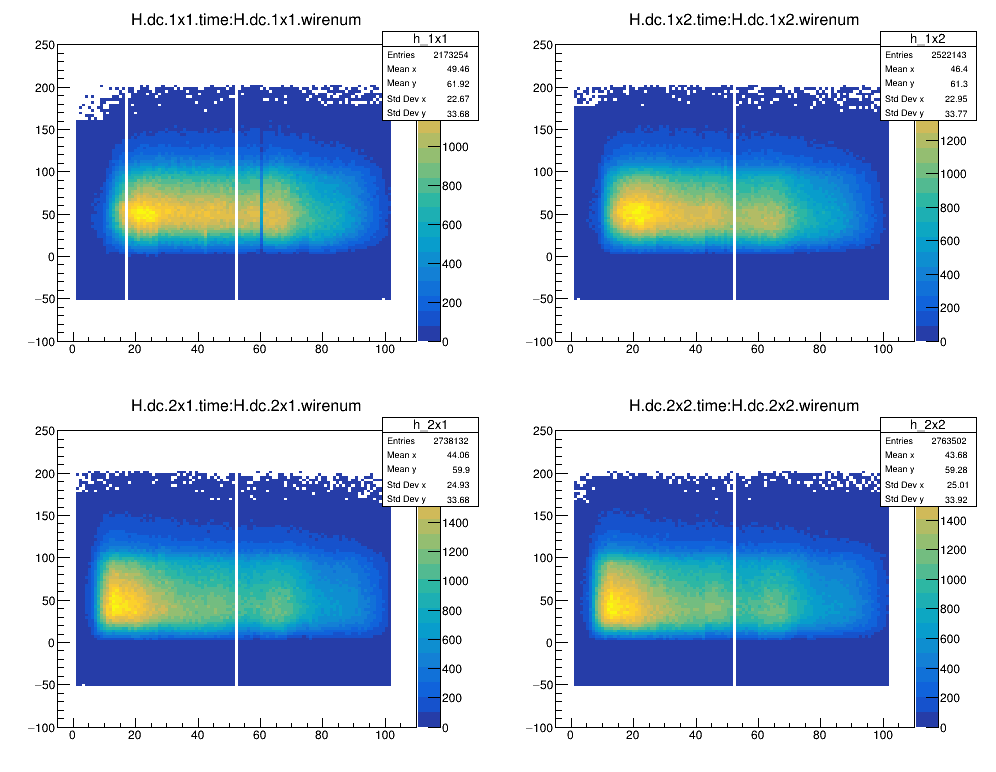 H.dc.1x1.time:H.dc.1x1.wirenum
h_1x1
Entries 2173254
Mean x 49.46
Mean y 61.92
Std Dev x 22.67
Std Dev y 33.68
250
200
150
100
50
0
−50
−100
0 20 40 60 80 100
1000
800
600
400
200
0
H.dc.1x2.time:H.dc.1x2.wirenum
h_1x2
Entries 2522143
Mean x 46.4
Mean y 61.3
Std Dev x 22.95
Std Dev y 33.77
250
200
150
100
50
0
−50
−100
0 20 40 60 80 100
1200
1000
800
600
400
200
0
H.dc.2x1.time:H.dc.2x1.wirenum
h_2x1
Entries 2738132
Mean x 44.06
Mean y 59.9
Std Dev x 24.93
Std Dev y 33.68
250
200
150
100
50
0
−50
−100
0 20 40 60 80 100
1400
1200
1000
800
600
400
200
0
H.dc.2x2.time:H.dc.2x2.wirenum
h_2x2
Entries 2763502
Mean x 43.68
Mean y 59.28
Std Dev x 25.01
Std Dev y 33.92
250
200
150
100
50
0
−50
−100
0 20 40 60 80 100
1400
1200
1000
800
600
400
200
0